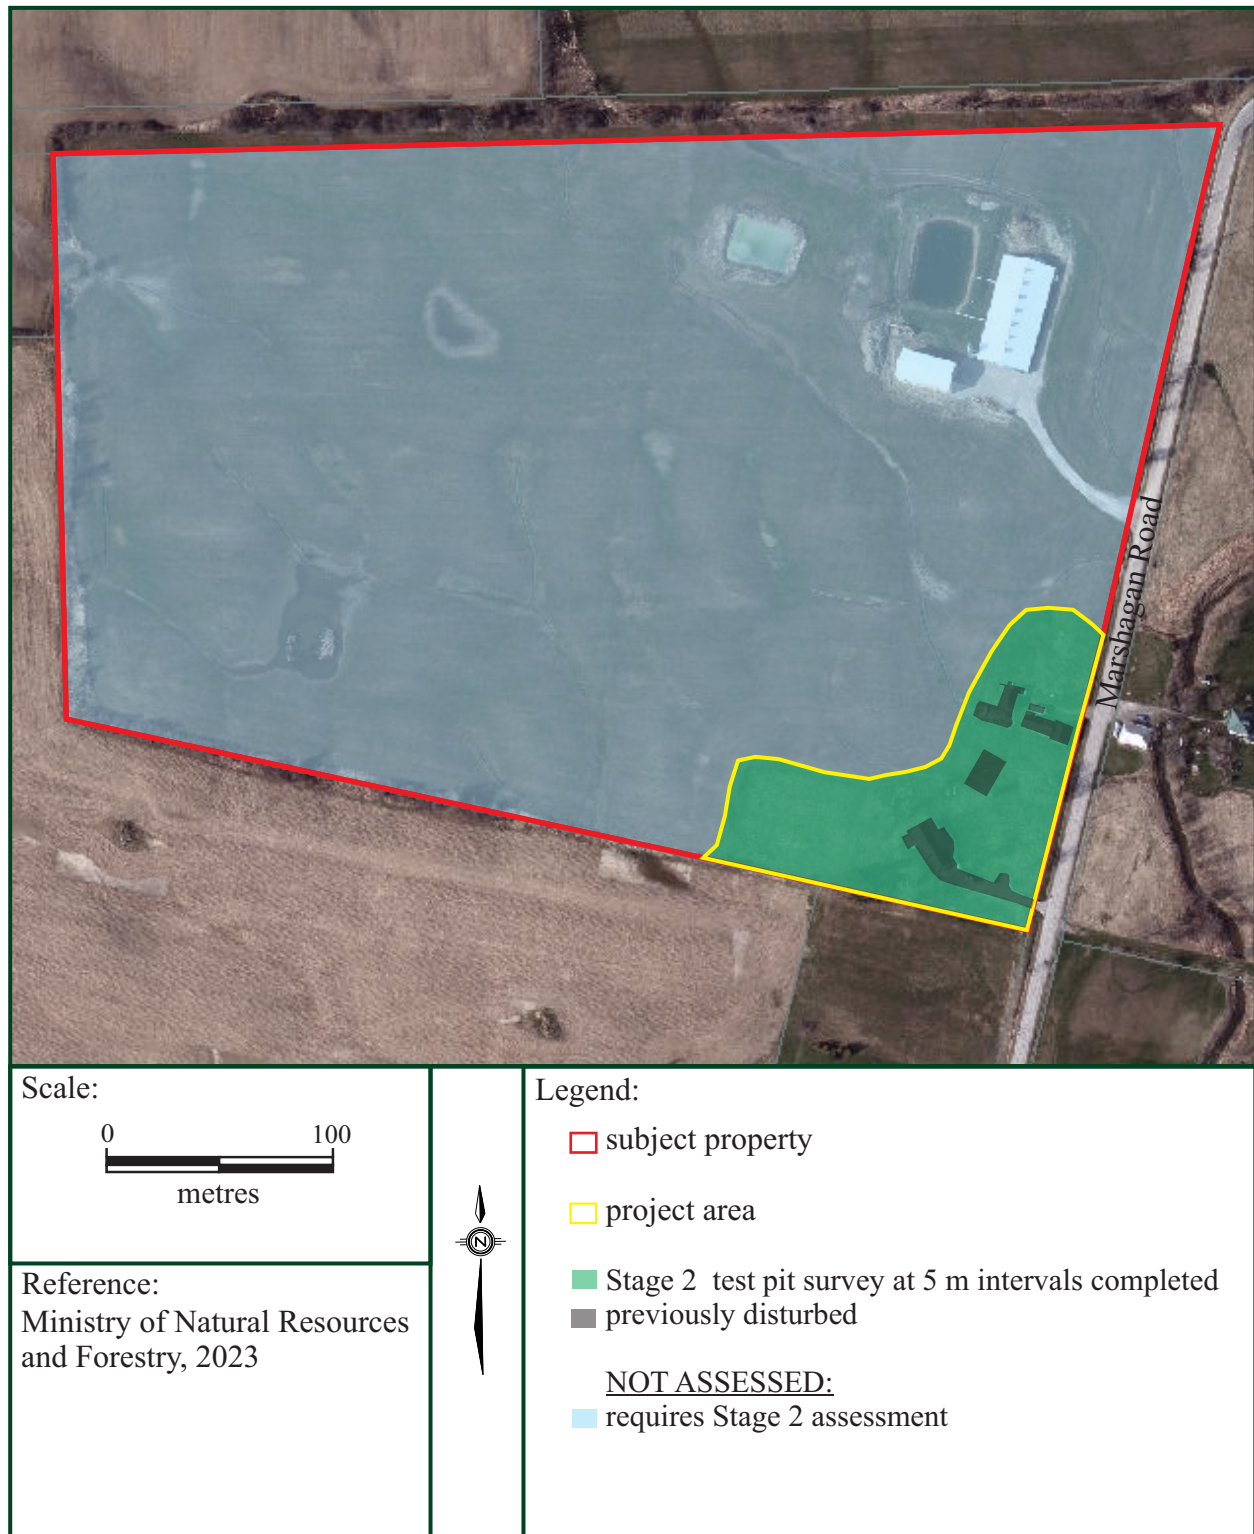 Marshagan Road
Scale:
0 100
metres
Reference:
Ministry of Natural Resources
and Forestry, 2023
N
Legend:
subject property
project area
Stage 2 test pit survey at 5 m intervals completed
previously disturbed
NOT ASSESSED:
requires Stage 2 assessment